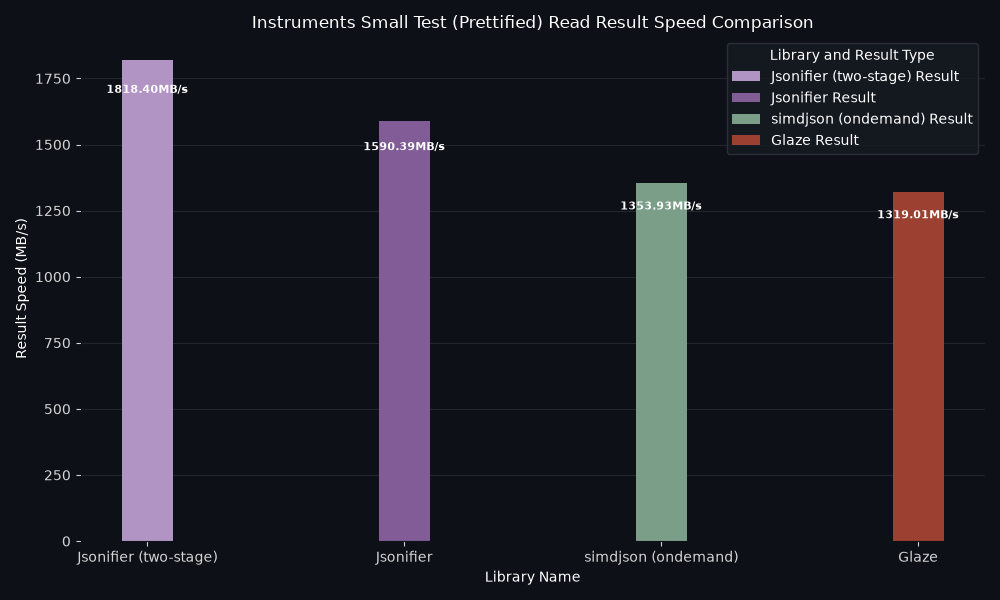 Instruments Small Test (Prettified) Read Result Speed Comparison
Library and Result Type
Jsonifier (two-stage) Result
Jsonifier Result
simdjson (ondemand) Result
Glaze Result
Result Speed (MB/s)
1750
1500
1250
1000
750
500
250
0
1818.40MB/s
1590.39MB/s
1353.93MB/s
1319.01MB/s
Jsonifier (two-stage)
Jsonifier
simdjson (ondemand)
Glaze
Library Name